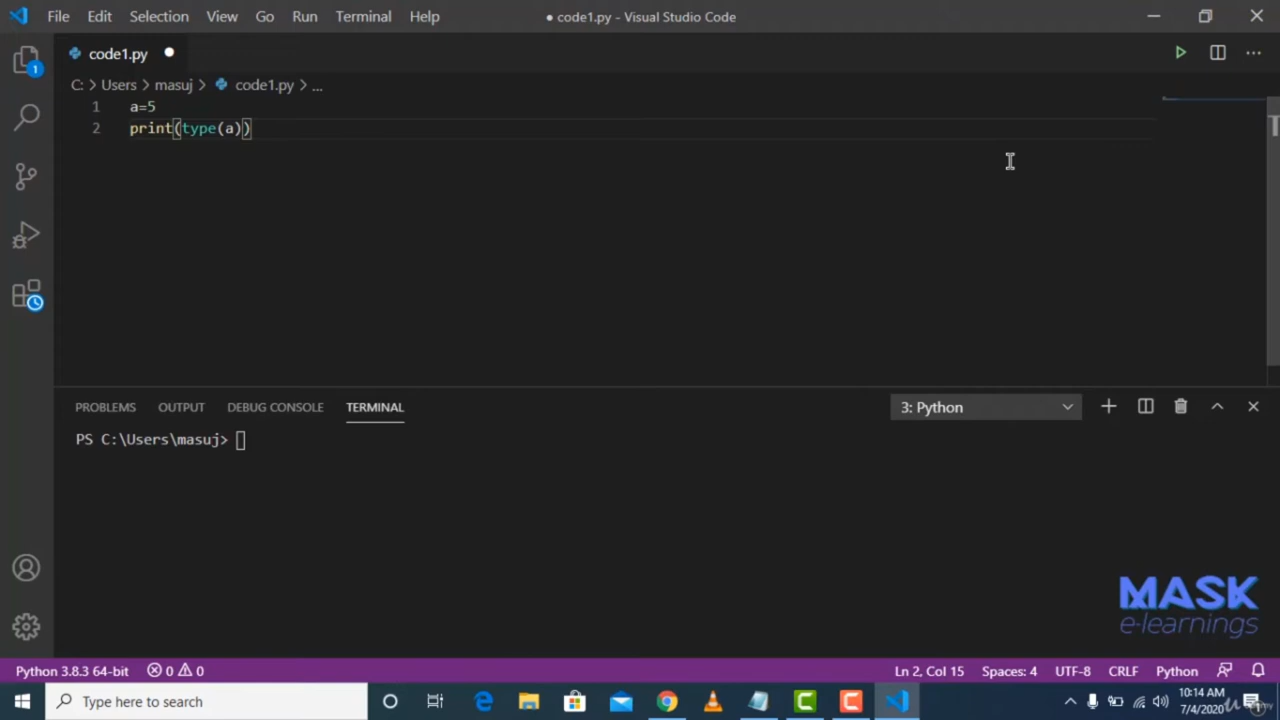 File Edit Selection View Go Run Terminal Help
● code1.py - Visual Studio Code
code1.py
C: > Users > masuj > code1.py > ...
1 a=5
2 print(type(a))
PROBLEMS OUTPUT DEBUG CONSOLE TERMINAL
3: Python
PS C:\Users\masuj>
MASK
e-learnings
Python 3.8.3 64-bit 0 0
Ln 2, Col 15 Spaces: 4 UTF-8 CRLF Python
Type here to search
10:14 AM
7/4/2020
1